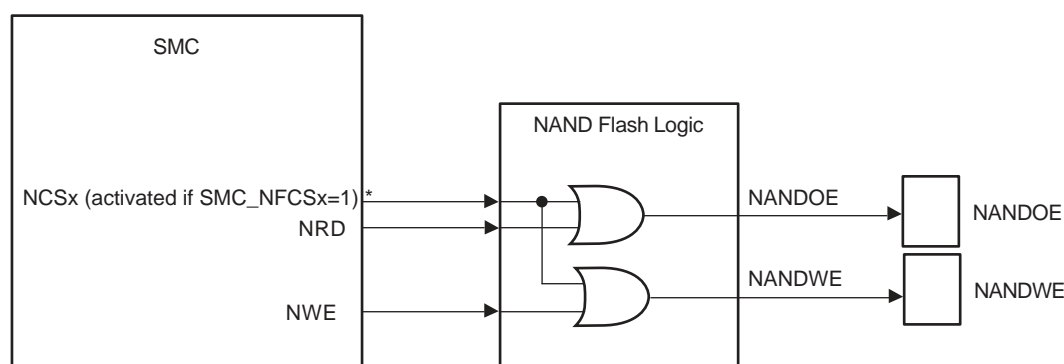 SMC
NAND Flash Logic
NCSx (activated if SMC_NFCSx=1) *
NANDOE
NANDOE
NRD
NANDWE
NANDWE
NWE